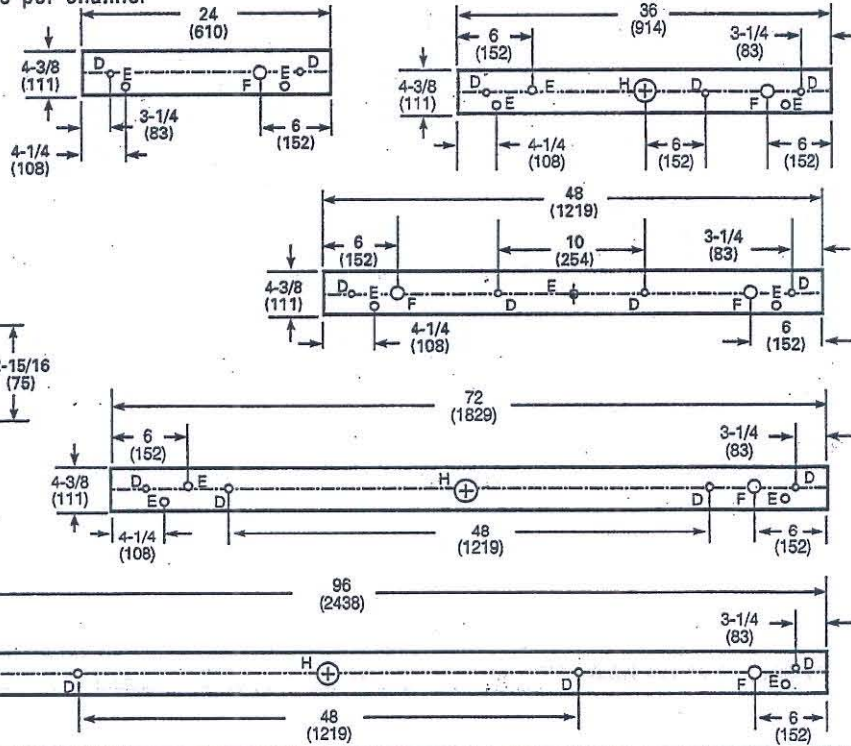 per channel
24
(610)
4-3/8
(111)
D
E
F
E
D
3-1/4
(83)
6
(152)
4-1/4
(108)
36
(914)
6
(152)
3-1/4
(83)
4-3/8
(111)
D
E
E
H
D
F
E
D
4-1/4
(108)
6
(152)
6
(152)
48
(1219)
6
(152)
10
(254)
3-1/4
(83)
4-3/8
(111)
D
E
F
D
E
D
F
E
D
4-1/4
(108)
6
(152)
-15/16
(75)
72
(1829)
6
(152)
3-1/4
(83)
4-3/8
(111)
D
E
E
D
H
D
F
E
D
4-1/4
(108)
48
(1219)
6
(152)
96
(2438)
3-1/4
(83)
D
H
D
F
E
D
48
(1219)
6
(152)